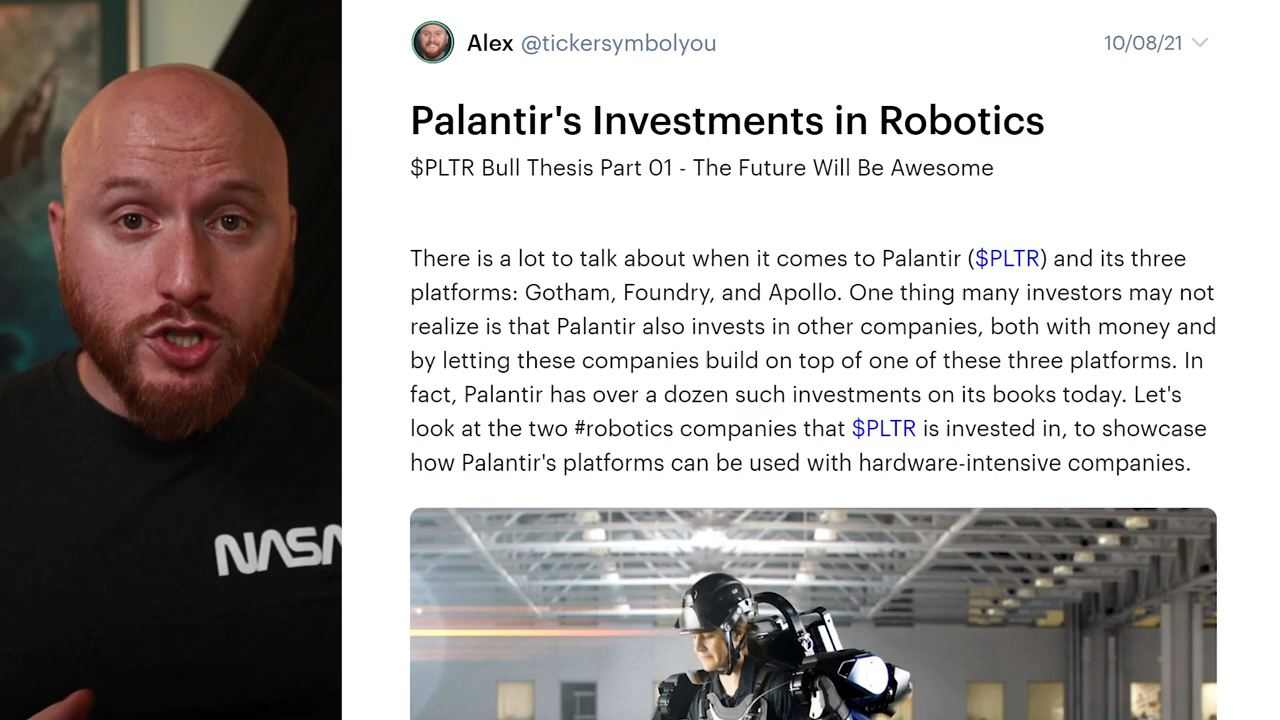 Alex @tickersymbolyou
10/08/21
Palantir's Investments in Robotics
$PLTR Bull Thesis Part 01 - The Future Will Be Awesome
There is a lot to talk about when it comes to Palantir ($PLTR) and its three
platforms: Gotham, Foundry, and Apollo. One thing many investors may not
realize is that Palantir also invests in other companies, both with money and
by letting these companies build on top of one of these three platforms. In
fact, Palantir has over a dozen such investments on its books today. Let's
look at the two #robotics companies that $PLTR is invested in, to showcase
how Palantir's platforms can be used with hardware-intensive companies.
NASA